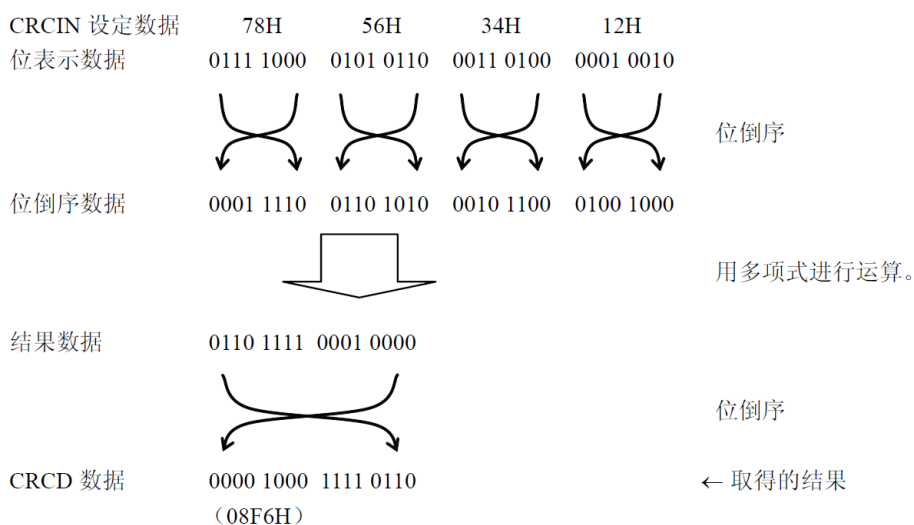 CRCIN 设定数据 78H 56H 34H 12H
位表示数据 0111 1000 0101 0110 0011 0100 0001 0010
位倒序
位倒序数据 0001 1110 0110 1010 0010 1100 0100 1000
用多项式进行运算。
结果数据 0110 1111 0001 0000
位倒序
CRCD 数据 0000 1000 1111 0110 ← 取得的结果
（08F6H）